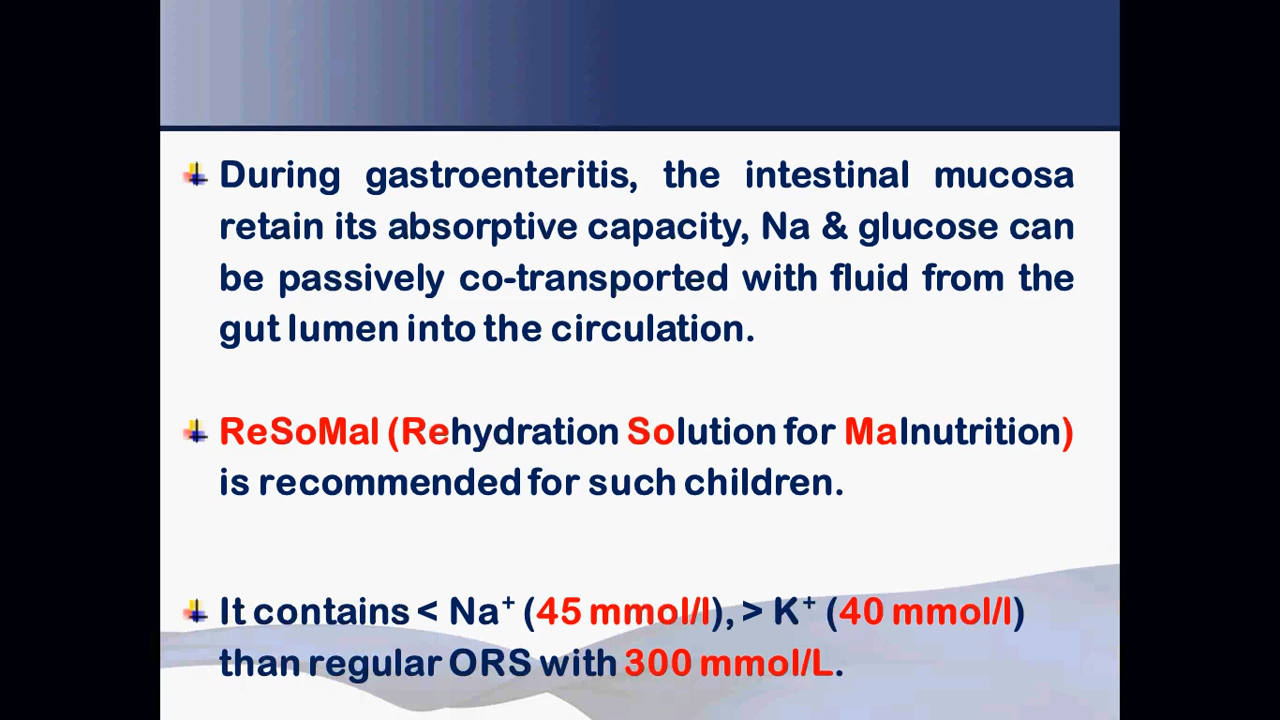 During gastroenteritis, the intestinal mucosa
retain its absorptive capacity, Na & glucose can
be passively co-transported with fluid from the
gut lumen into the circulation.
ReSoMal (Rehydration Solution for Malnutrition)
is recommended for such children.
It contains < Na⁺ (45 mmol/l), > K⁺ (40 mmol/l)
than regular ORS with 300 mmol/L.